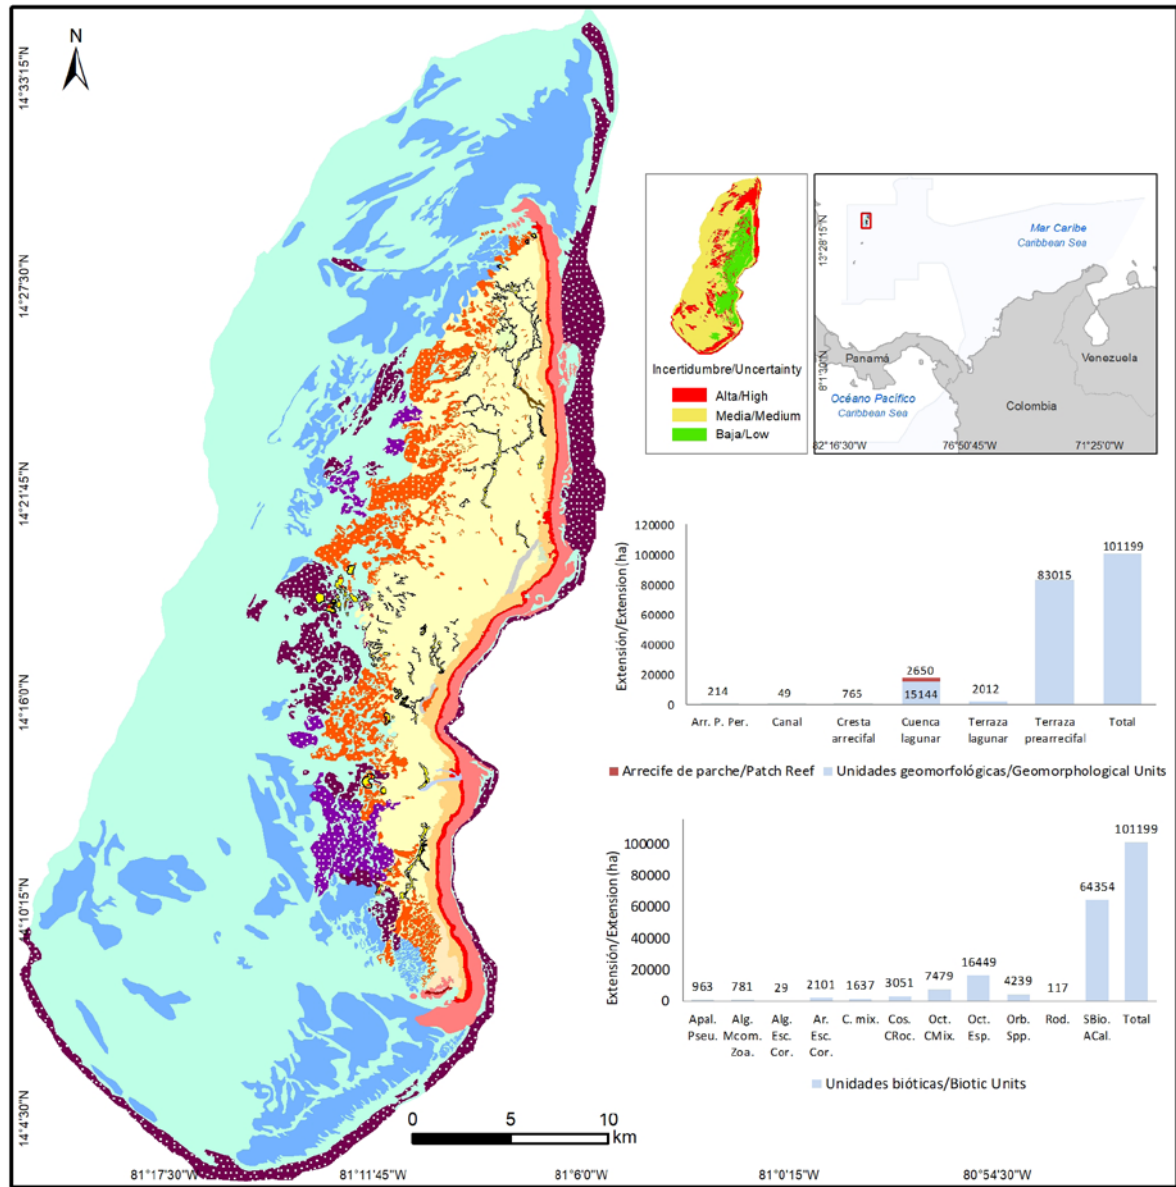 N
14°33'15"N
14°27'30"N
14°21'45"N
14°16'0"N
14°10'15"N
14°4'30"N
81°17'30"W
81°11'45"W
81°6'0"W
81°0'15"W
80°54'30"W
0
5
10
km
Incertidumbre/Uncertainty
Alta/High
Media/Medium
Baja/Low
13°28'15"N
8°1'30"N
Mar Caribe
Caribbean Sea
Panamá
Venezuela
Océano Pacífico
Caribbean Sea
Colombia
82°16'30"W
76°50'45"W
71°25'0"W
Extensión/Extension (ha)
120000
100000
80000
60000
40000
20000
0
214
49
765
2650
15144
2012
83015
101199
Arr. P. Per.
Canal
Cresta
arrecifal
Cuenca
lagunar
Terraza
lagunar
Terraza
prearrecifal
Total
Arrecife de parche/Patch Reef
Unidades geomorfológicas/Geomorphological Units
Extensión/Extension (ha)
100000
80000
60000
40000
20000
0
963
781
29
2101
1637
3051
7479
16449
4239
117
64354
101199
Apal.
Pseu.
Alg.
Mcom.
Zoa.
Alg.
Esc.
Cor.
Ar.
Esc.
Cor.
C. mix.
Cos.
CRoc.
Oct.
CMix.
Oct.
Esp.
Orb.
Spp.
Rod.
SBio.
ACal.
Total
Unidades bióticas/Biotic Units